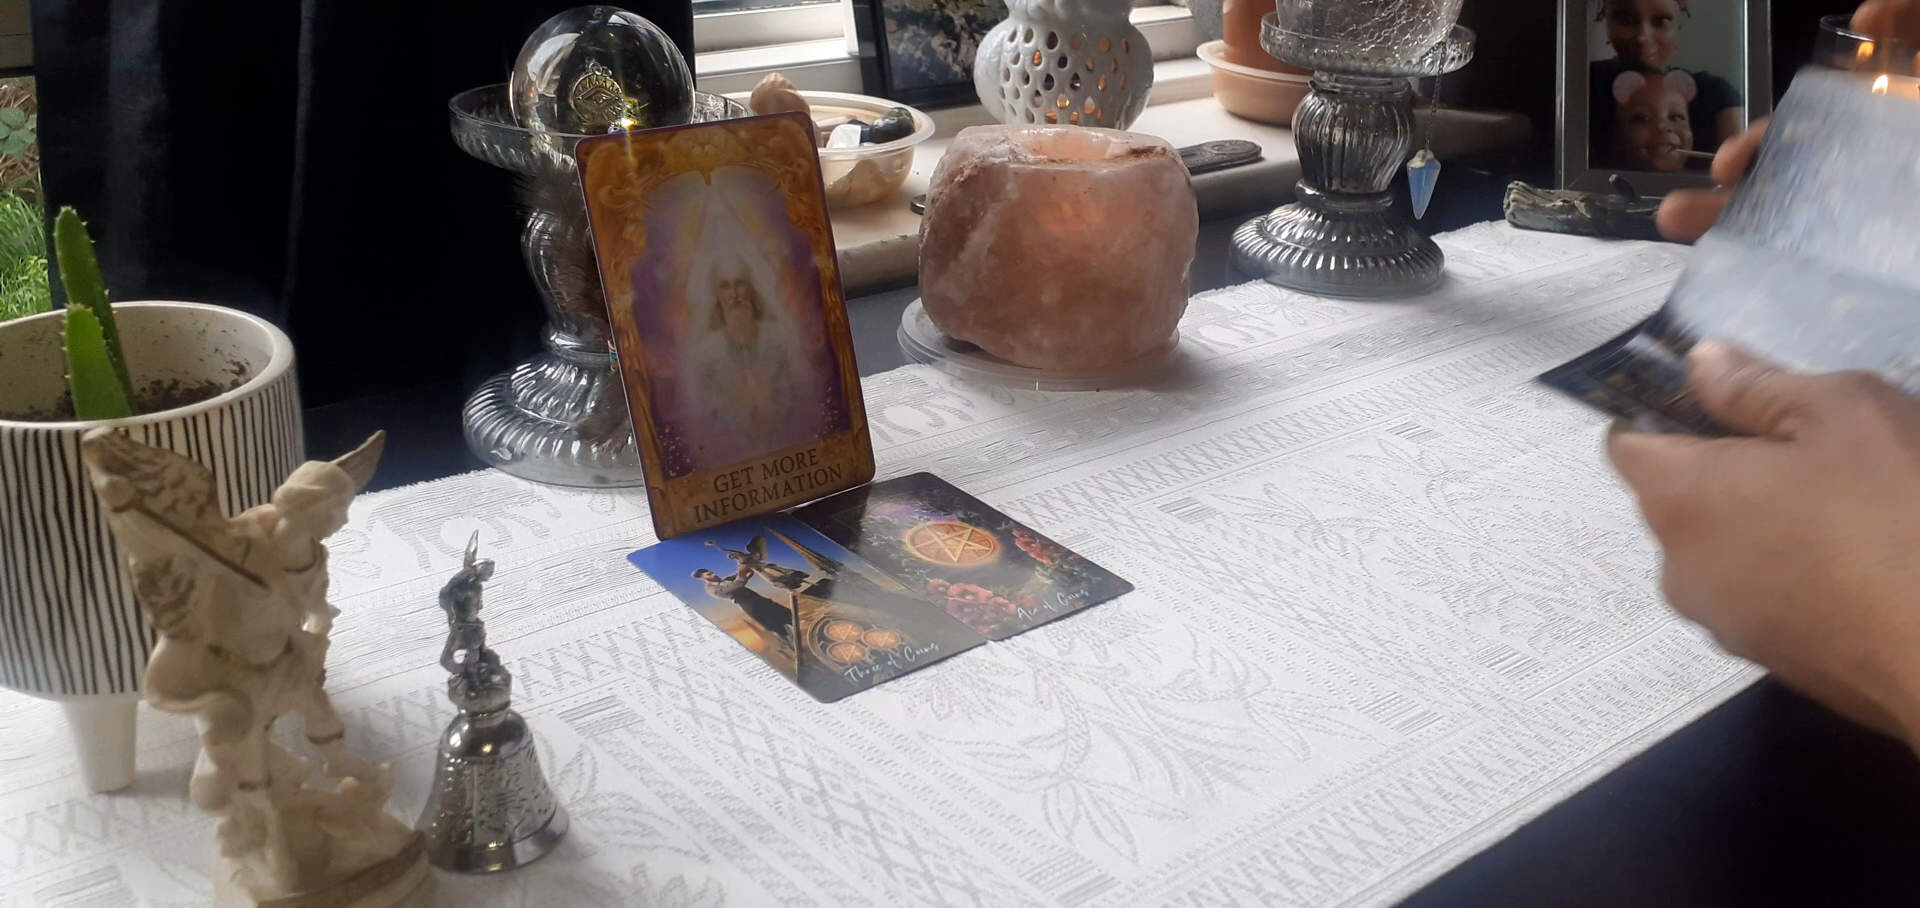 GET MORE
INFORMATION
Three of Coins
Ace of Coins